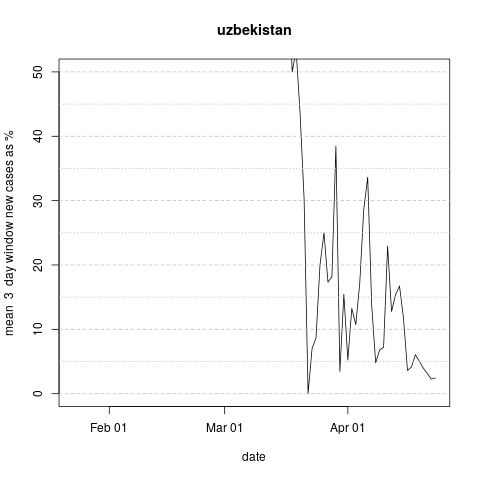 uzbekistan
mean 3 day window new cases as %
50
40
30
20
10
0
Feb 01
Mar 01
Apr 01
date